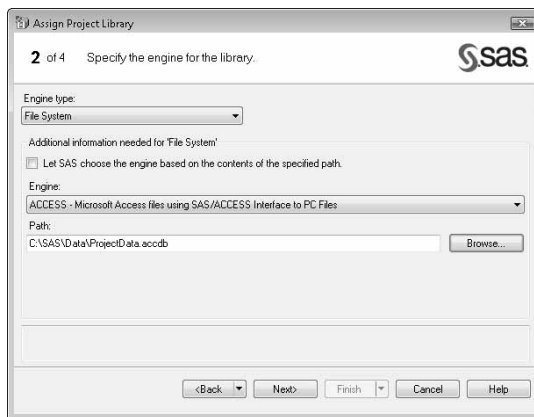 Assign Project Library
2 of 4 Specify the engine for the library.
sas
Engine type:
File System
Additional information needed for 'File System'
Let SAS choose the engine based on the contents of the specified path.
Engine:
ACCESS - Microsoft Access files using SAS/ACCESS Interface to PC Files
Path:
C:\SAS\Data\ProjectData.accdb
Browse...
<Back
Next>
Finish
Cancel
Help